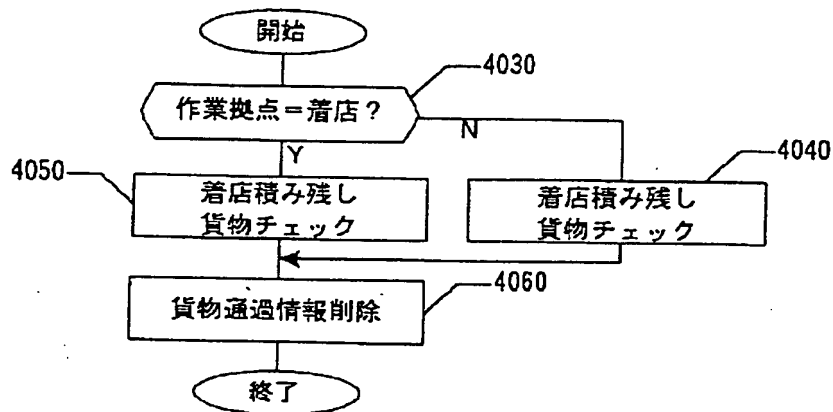 開始
4030
作業拠点＝着店？
N
Y
4050
4040
着店積み残し
貨物チェック
着店積み残し
貨物チェック
4060
貨物通過情報削除
終了